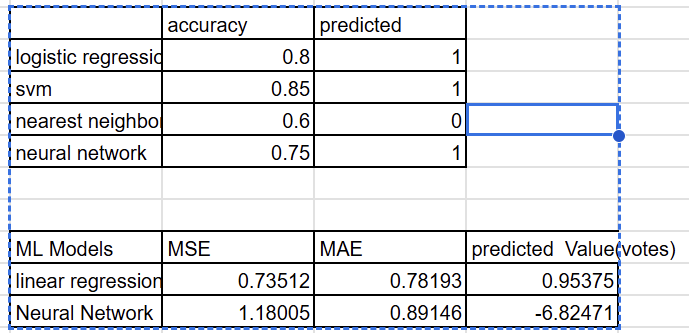 accuracy predicted
logistic regressio 0.8 1
svm 0.85 1
nearest neighbo 0.6 0
neural network 0.75 1
ML Models MSE MAE predicted Value(votes)
linear regression 0.73512 0.78193 0.95375
Neural Network 1.18005 0.89146 -6.82471